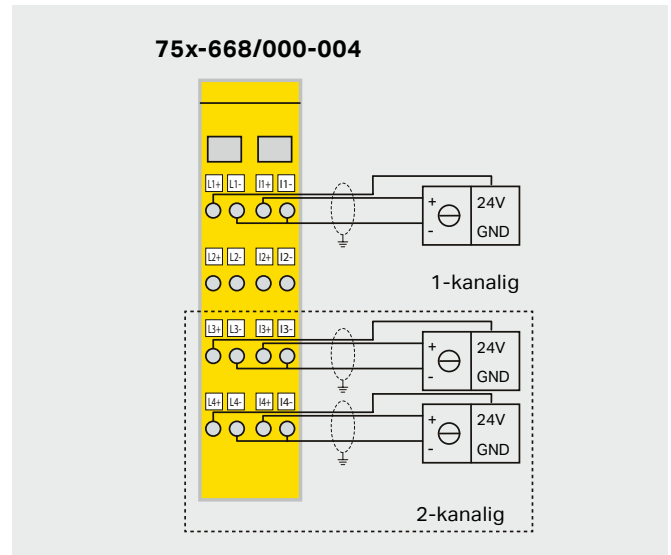 75x-668/000-004
L1+ L1- I1+ I1-
+ 24V
- GND
L2+ L2- I2+ I2-
1-kanalig
L3+ L3- I3+ I3-
+ 24V
- GND
L4+ L4- I4+ I4-
+ 24V
- GND
2-kanalig